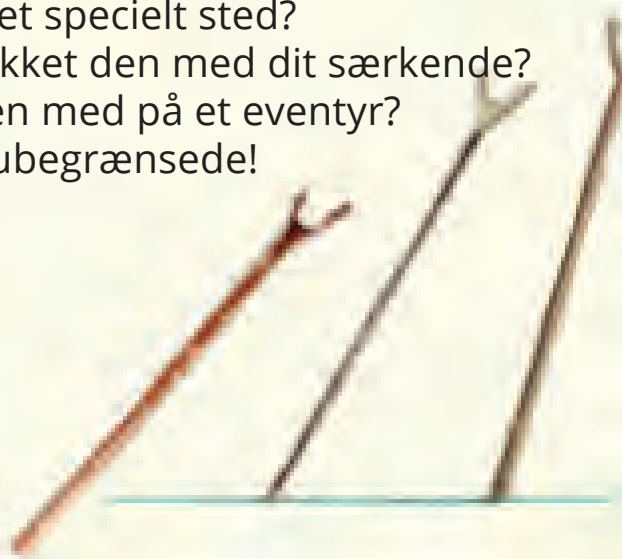 et specielt sted?
kket den med dit særkende?
en med på et eventyr?
ubegrænsede!